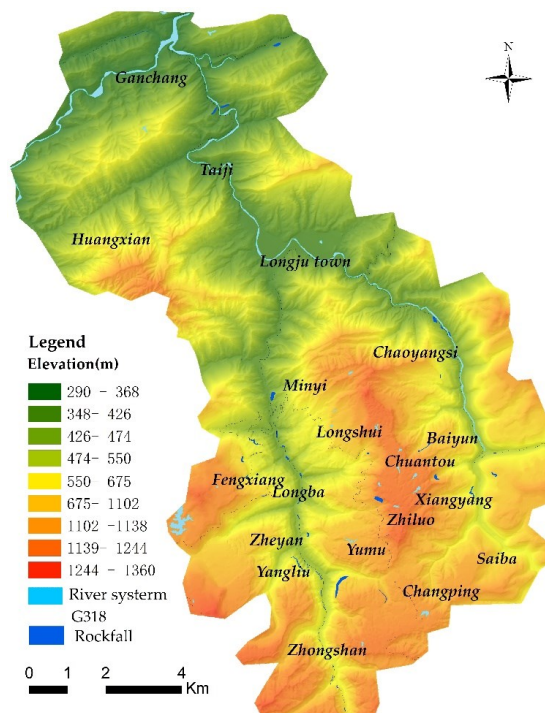 N
Ganchang
Taiji
Huangxian
Longju town
Chaoyangsi
Minyi
Longshui
Baiyun
Chuantou
Fengxiang
Longba
Xiangyang
Zhiluo
Zheyan
Yumu
Saiba
Yangliu
Changping
Zhongshan
Legend
Elevation(m)
290 - 368
348- 426
426- 474
474- 550
550 675
675- 1102
1102 -1138
1139- 1244
1244 - 1360
River systerm
G318
Rockfall
0 1 2 4
Km